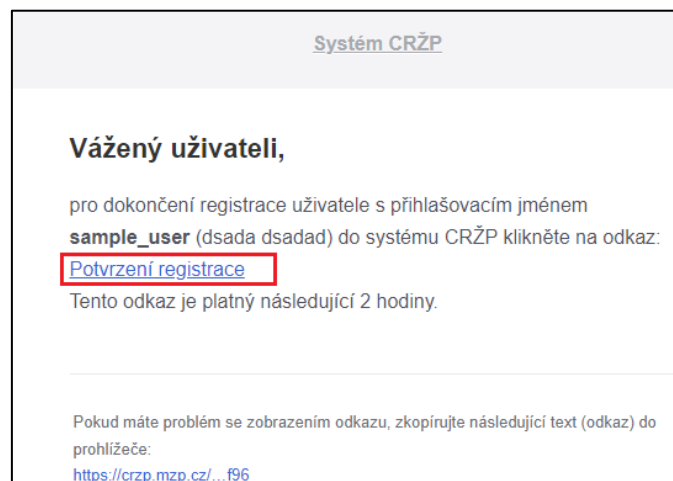 Systém CRŽP
Vážený uživateli,
pro dokončení registrace uživatele s přihlašovacím jménem
sample_user (dsada dsadad) do systému CRŽP klikněte na odkaz:
Potvrzení registrace
Tento odkaz je platný následující 2 hodiny.
Pokud máte problém se zobrazením odkazu, zkopírujte následující text (odkaz) do
prohlížeče:
https://crzp.mzp.cz/...f96